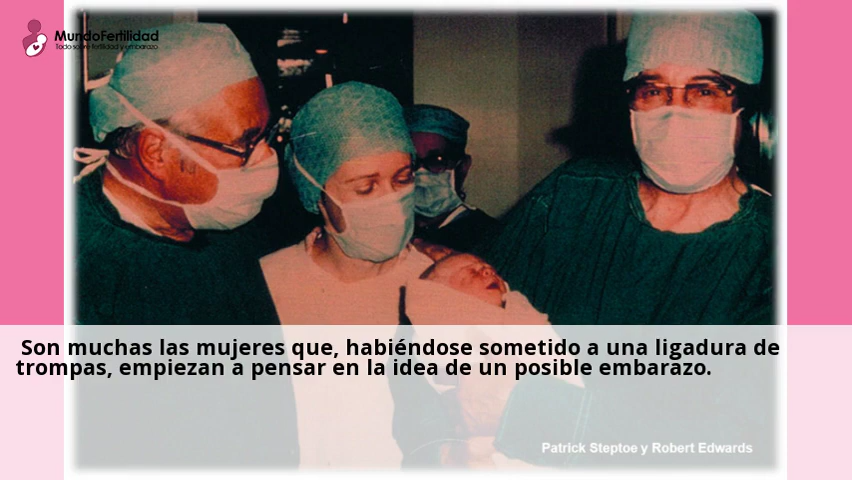 MundoFertilidad
Todo sobre fertilidad y embarazo
Son muchas las mujeres que, habiéndose sometido a una ligadura de
trompas, empiezan a pensar en la idea de un posible embarazo.
Patrick Steptoe y Robert Edwards